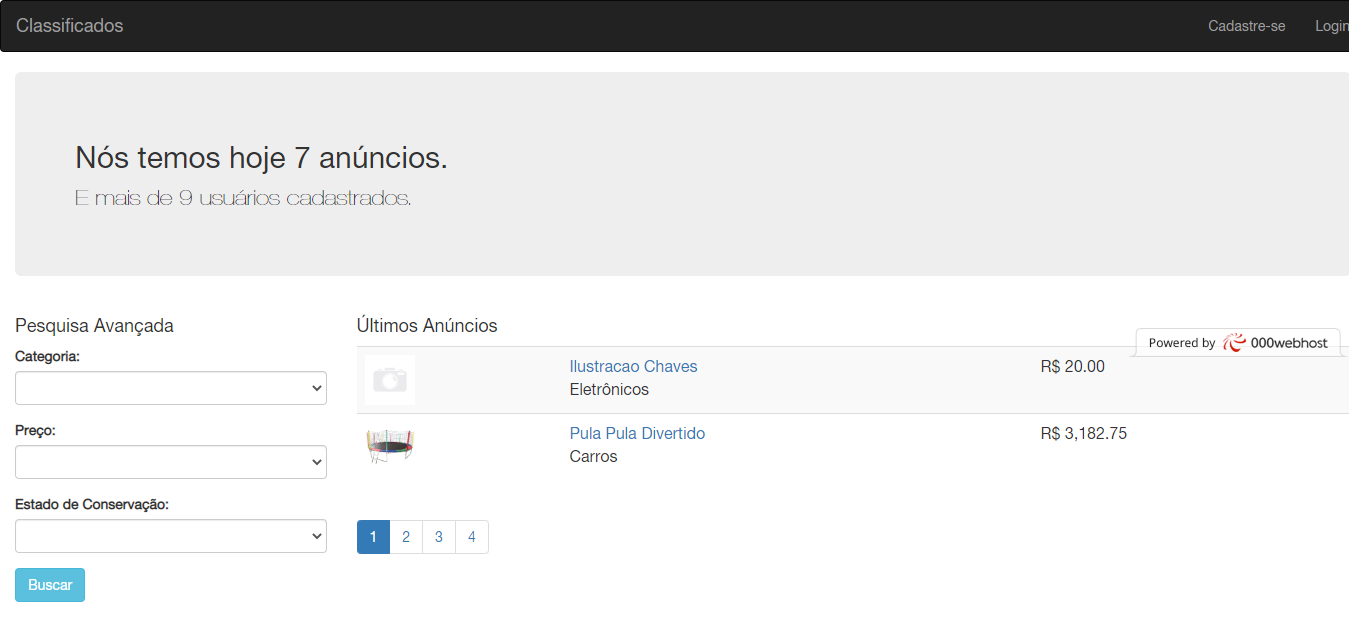 Classificados
Cadastre-se
Login
Nós temos hoje 7 anúncios.
E mais de 9 usuários cadastrados.
Pesquisa Avançada
Categoria:
Preço:
Estado de Conservação:
Buscar
Últimos Anúncios
Powered by 000webhost
Ilustracao Chaves
Eletrônicos
R$ 20.00
Pula Pula Divertido
Carros
R$ 3,182.75
1 2 3 4